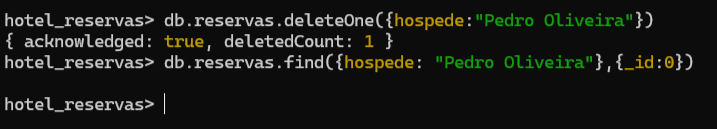 hotel_reservas> db.reservas.deleteOne({hospede:"Pedro Oliveira"})
{ acknowledged: true, deletedCount: 1 }
hotel_reservas> db.reservas.find({hospede: "Pedro Oliveira"},{_id:0})
hotel_reservas>